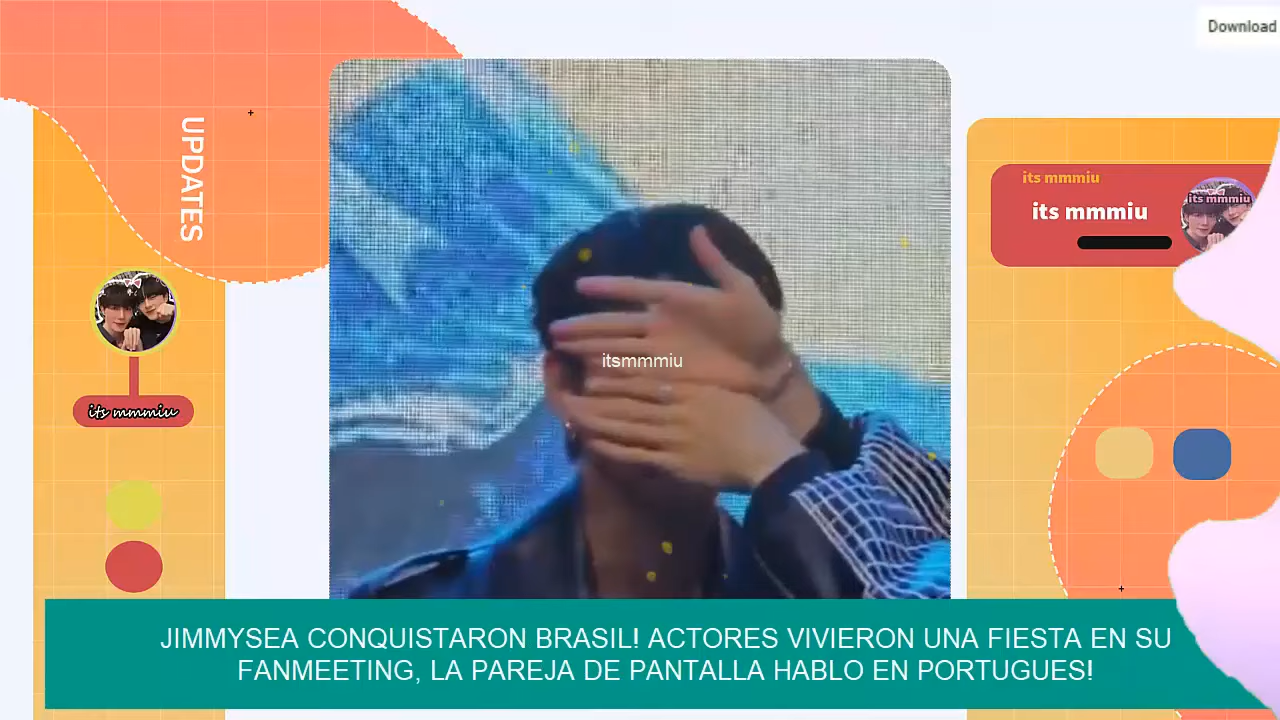 Download
UPDATES
its mmmiu
its mmmiu
its mmmiu
itsmmmiu
its mmmiu
JIMMYSEA CONQUISTARON BRASIL! ACTORES VIVIERON UNA FIESTA EN SU
FANMEETING, LA PAREJA DE PANTALLA HABLO EN PORTUGUES!